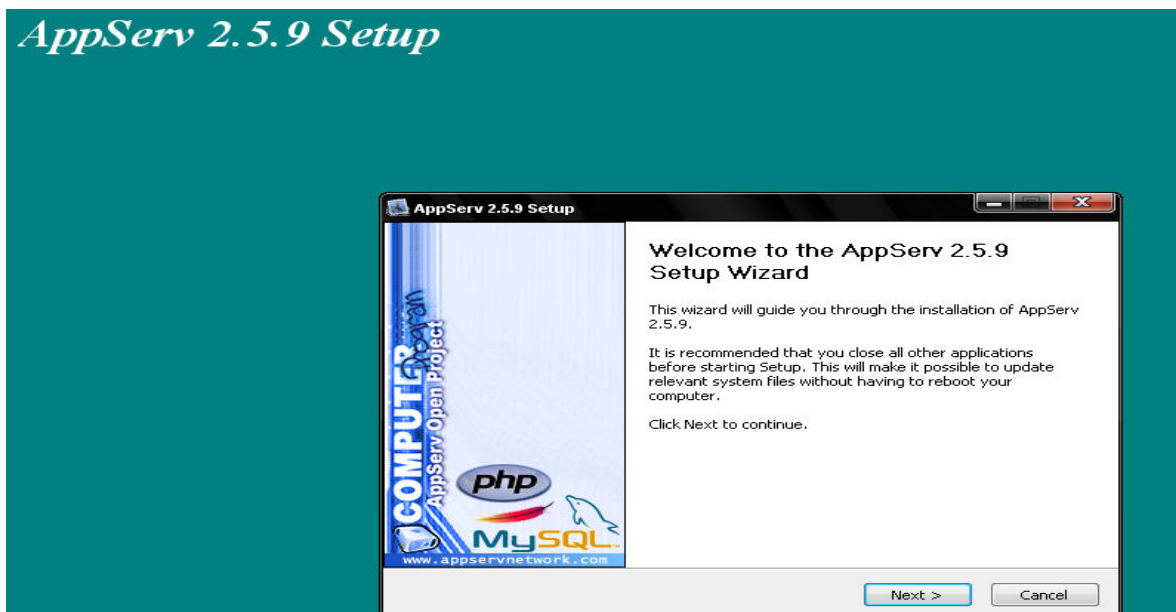 AppServ 2.5.9 Setup
AppServ 2.5.9 Setup
Welcome to the AppServ 2.5.9
Setup Wizard
This wizard will guide you through the installation of AppServ
2.5.9.
It is recommended that you close all other applications
before starting Setup. This will make it possible to update
relevant system files without having to reboot your
computer.
Click Next to continue.
COMPUTER
Program
AppServ Open Project
php
MySQL
www.appservnetwork.com
Next >
Cancel